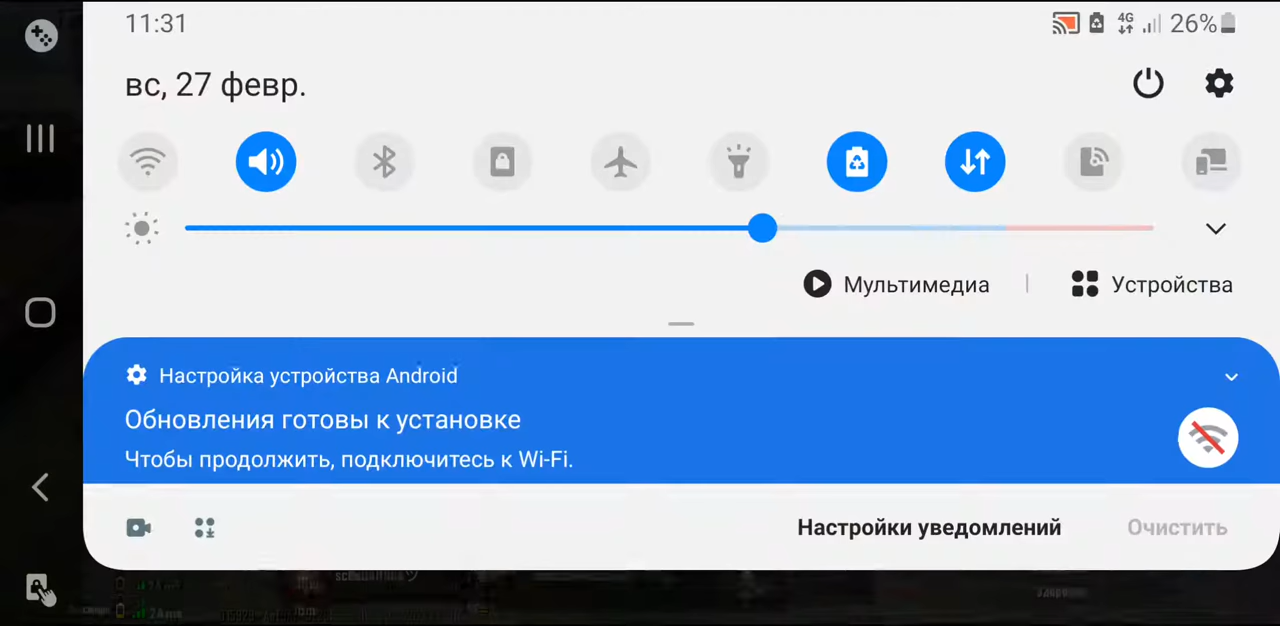 11:31
4G
26%
вс, 27 февр.
Мультимедиа
Устройства
Настройка устройства Android
Обновления готовы к установке
Чтобы продолжить, подключитесь к Wi-Fi.
Настройки уведомлений
Очистить